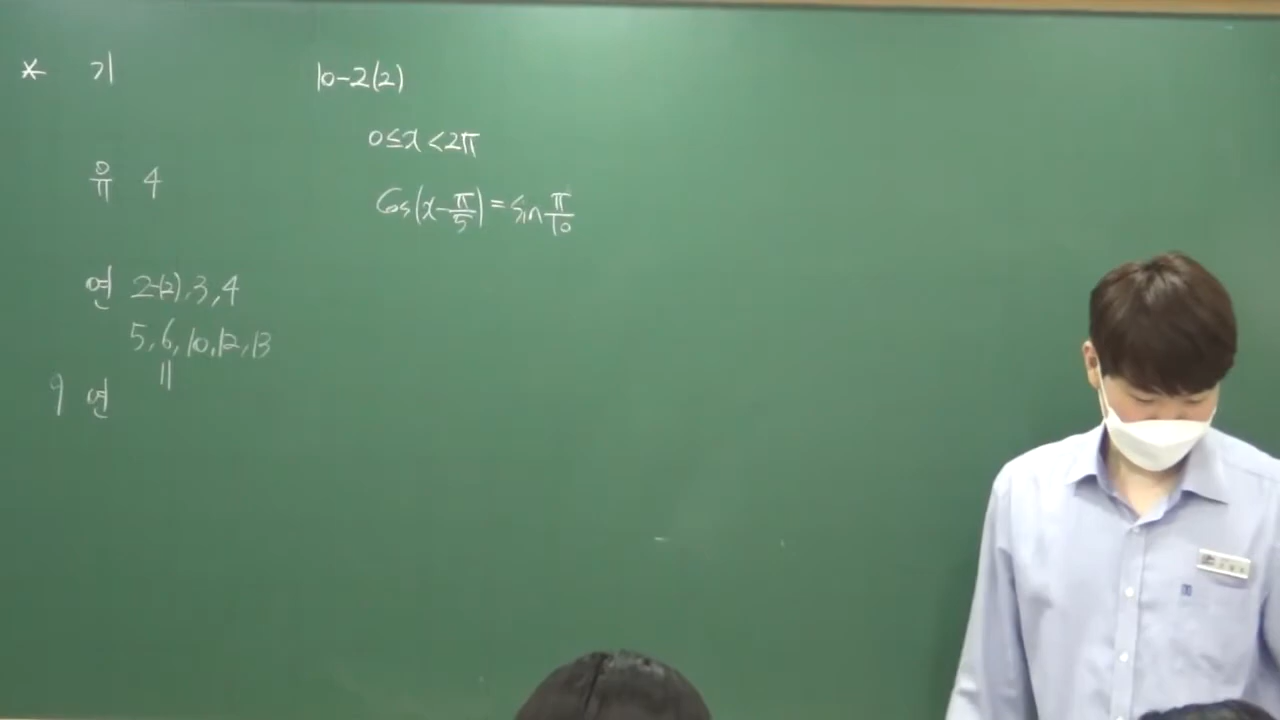 * 기
유 4
연 2-(2), 3, 4
5, 6, 10, 12, 13
11
9 연
10-2(2)
0≤x<2π
Cos(x-π/5)=sin π/10